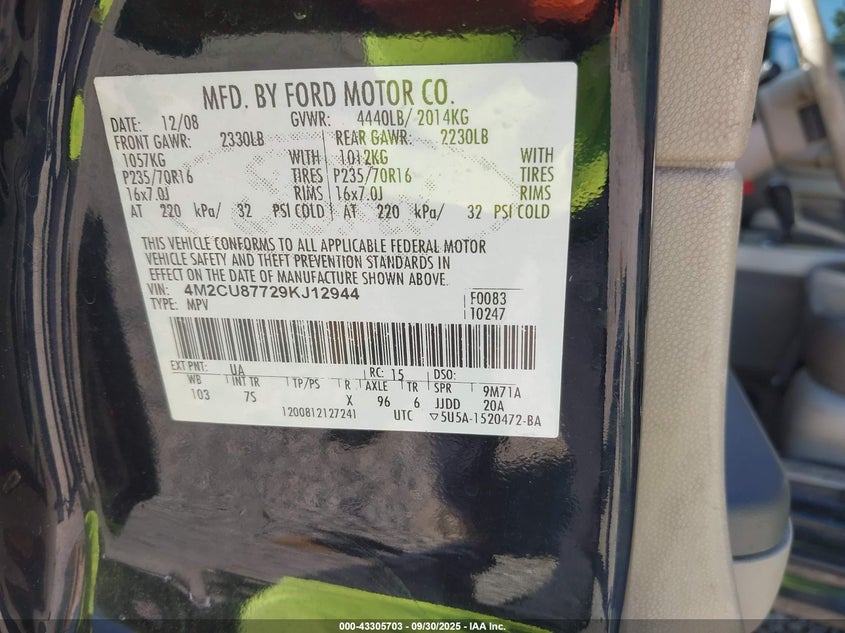 MFD. BY FORD MOTOR CO.
DATE: 12/08 GVWR: 4440LB/ 2014KG
FRONT GAWR: 2330LB REAR GAWR: 2230LB
1057KG WITH 1012KG WITH
P235/70R16 TIRES P235/70R16 TIRES
16x7.0J RIMS 16x7.0J RIMS
AT 220 kPa/ 32 PSI COLD AT 220 kPa/ 32 PSI COLD
THIS VEHICLE CONFORMS TO ALL APPLICABLE FEDERAL MOTOR
VEHICLE SAFETY AND THEFT PREVENTION STANDARDS IN
EFFECT ON THE DATE OF MANUFACTURE SHOWN ABOVE.
VIN: 4M2CU87729KJ12944 F0083
TYPE: MPV T0247
EXT PNT: UA RC: 15 DSO:
WB INT TR TP/PS R AXLE TR SPR 9M71A
103 7S X 96 6 JJDD 20A
120081212724​1 UTC ▽5U5A-1520472-BA
000-43305703 - 09/30/2025 - IAA Inc.